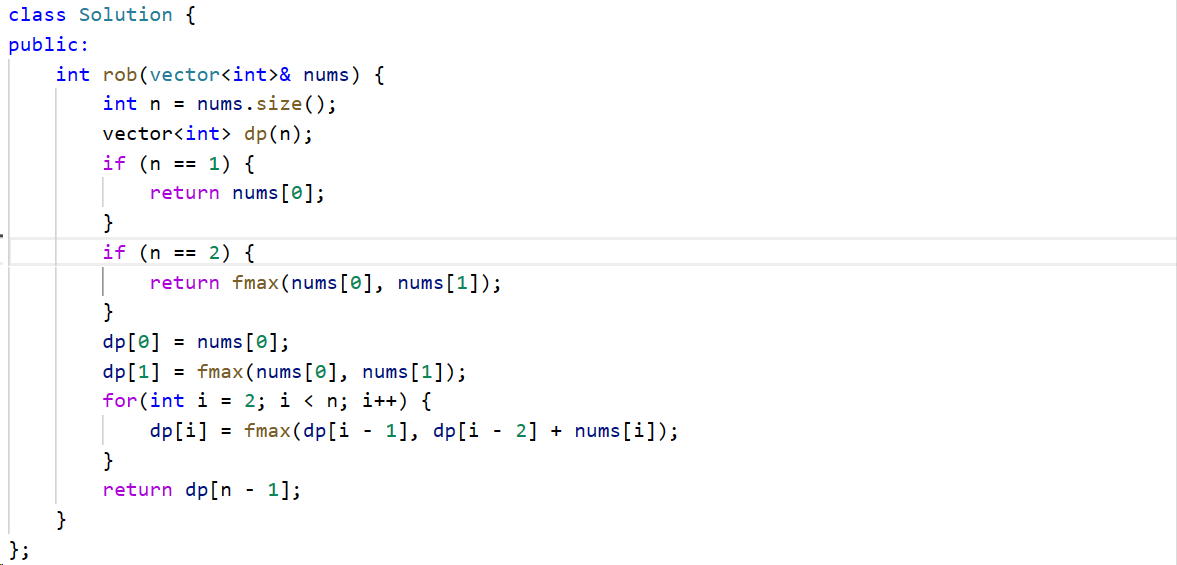 class Solution {
public:
    int rob(vector<int>& nums) {
        int n = nums.size();
        vector<int> dp(n);
        if (n == 1) {
            return nums[0];
        }
        if (n == 2) {
            return fmax(nums[0], nums[1]);
        }
        dp[0] = nums[0];
        dp[1] = fmax(nums[0], nums[1]);
        for(int i = 2; i < n; i++) {
            dp[i] = fmax(dp[i - 1], dp[i - 2] + nums[i]);
        }
        return dp[n - 1];
    }
};